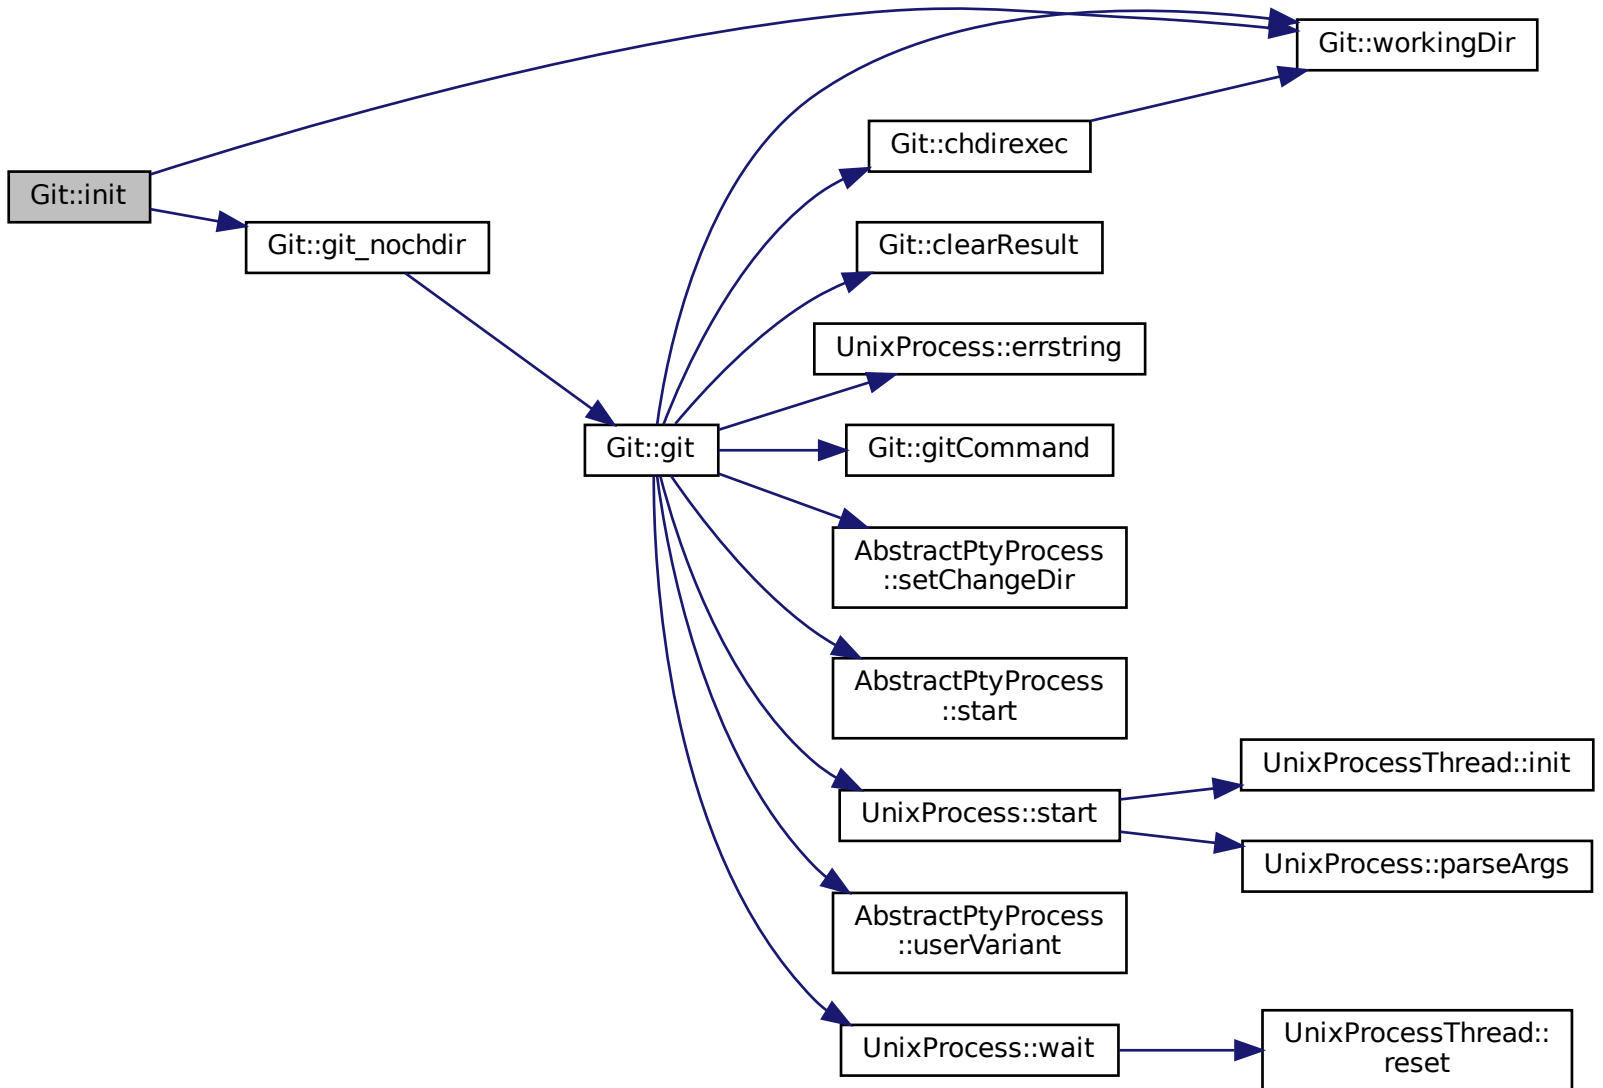 Git::workingDir
Git::chdirexec
Git::init
Git::git_nochdir
Git::clearResult
UnixProcess::errstring
Git::git
Git::gitCommand
AbstractPtyProcess
::setChangeDir
AbstractPtyProcess
::start
UnixProcessThread::init
UnixProcess::start
UnixProcess::parseArgs
AbstractPtyProcess
::userVariant
UnixProcess::wait
UnixProcessThread::
reset